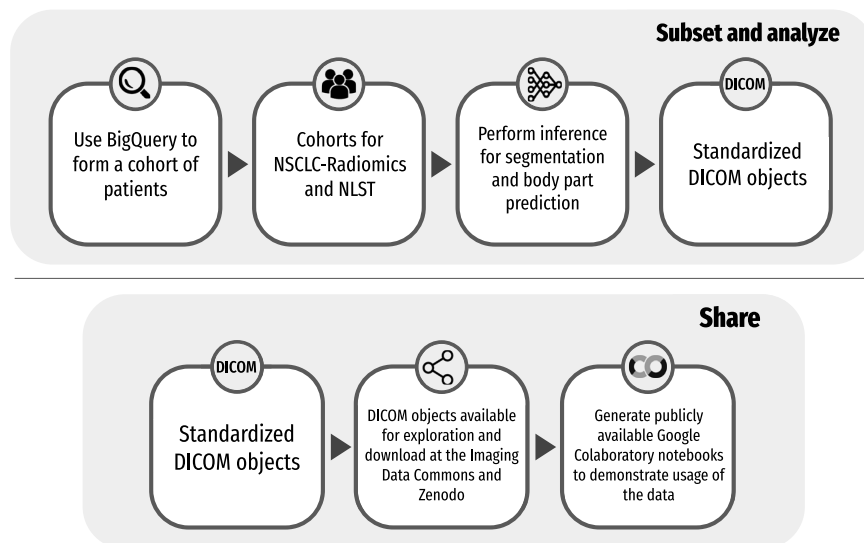 Subset and analyze
DICOM
Use BigQuery to
form a cohort of
patients
Cohorts for
NSCLC-Radiomics
and NLST
Perform inference
for segmentation
and body part
prediction
Standardized
DICOM objects
Share
DICOM
Standardized
DICOM objects
DICOM objects available
for exploration and
download at the Imaging
Data Commons and
Zenodo
Generate publicly
available Google
Colaboratory notebooks
to demonstrate usage of
the data